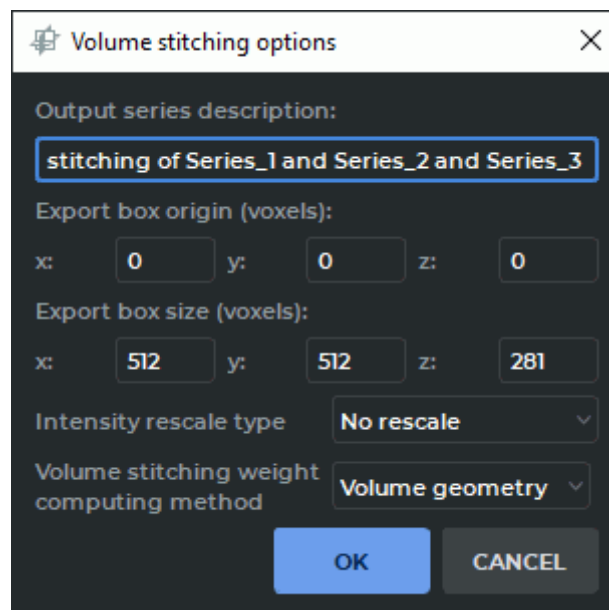 Volume stitching options
Output series description:
stitching of Series_1 and Series_2 and Series_3
Export box origin (voxels):
x: 0 y: 0 z: 0
Export box size (voxels):
x: 512 y: 512 z: 281
Intensity rescale type No rescale
Volume stitching weight
computing method Volume geometry
OK CANCEL